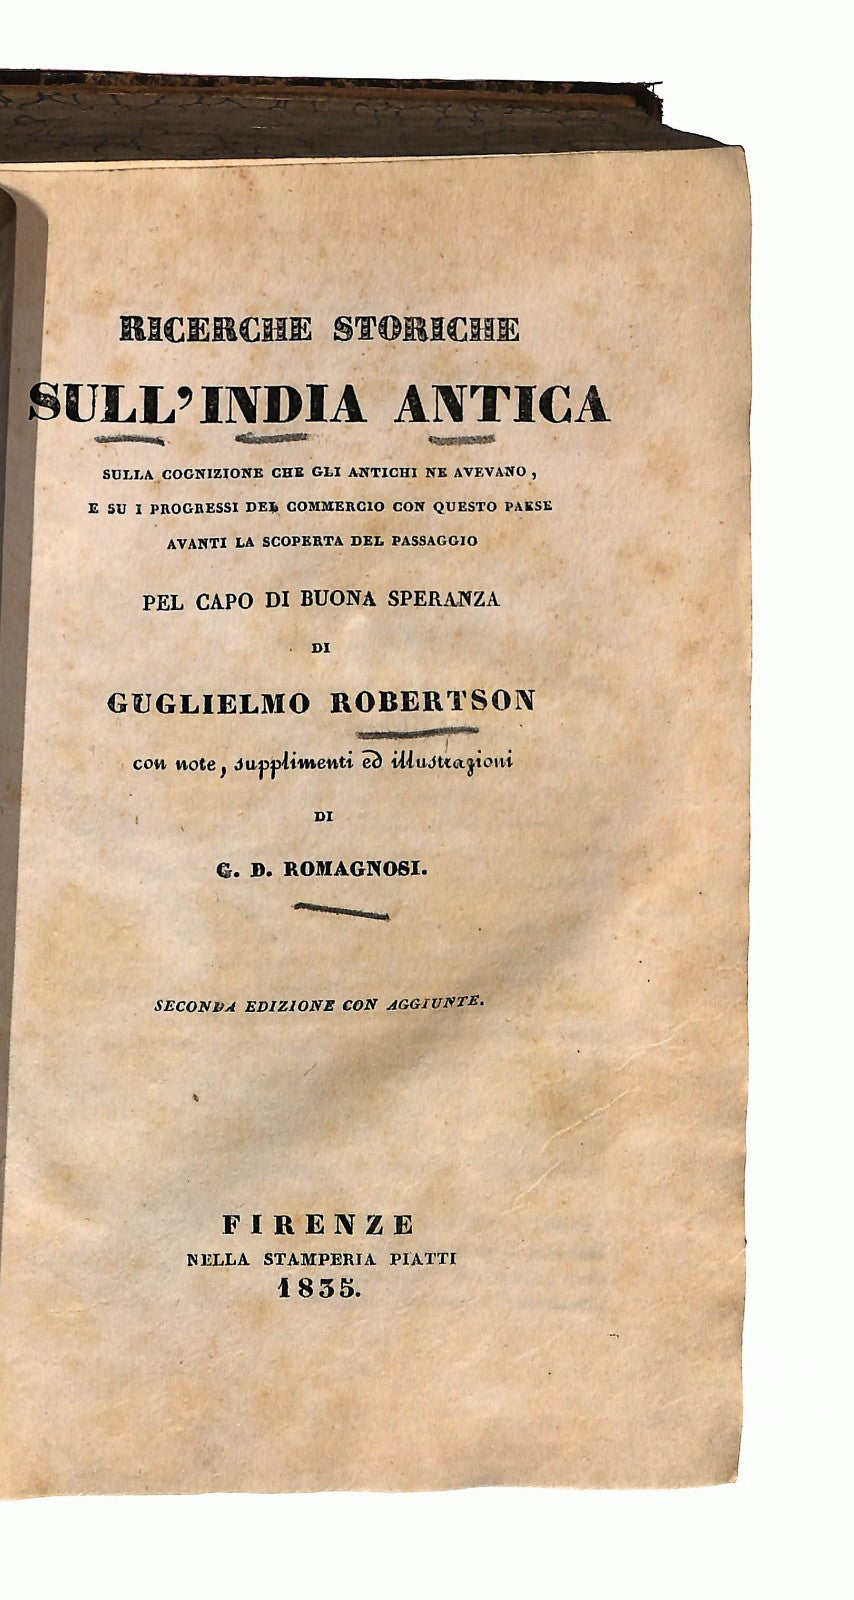 RICERCHE STORICHE
SULL'INDIA ANTICA
SULLA COGNIZIONE CHE GLI ANTICHI NE AVEVANO,
E SU I PROGRESSI DEL COMMERCIO CON QUESTO PAESE
AVANTI LA SCOPERTA DEL PASSAGGIO
PEL CAPO DI BUONA SPERANZA
DI
GUGLIELMO ROBERTSON
con note, supplimenti ed illustrazioni
DI
G. D. ROMAGNOSI.
SECONDA EDIZIONE CON AGGIUNTE.
FIRENZE
NELLA STAMPERIA PIATTI
1835.